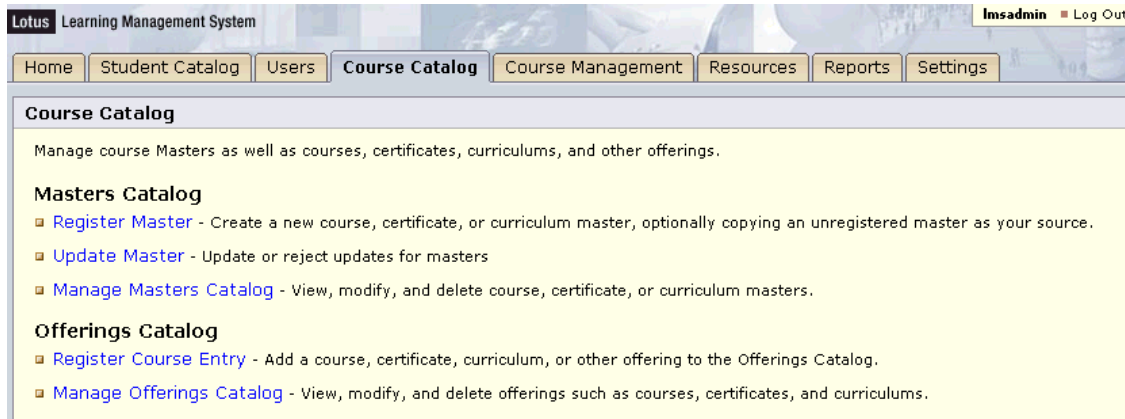 Lotus Learning Management System
lmsadmin Log Out
Home Student Catalog Users Course Catalog Course Management Resources Reports Settings
Course Catalog
Manage course Masters as well as courses, certificates, curriculums, and other offerings.
Masters Catalog
Register Master - Create a new course, certificate, or curriculum master, optionally copying an unregistered master as your source.
Update Master - Update or reject updates for masters
Manage Masters Catalog - View, modify, and delete course, certificate, or curriculum masters.
Offerings Catalog
Register Course Entry - Add a course, certificate, curriculum, or other offering to the Offerings Catalog.
Manage Offerings Catalog - View, modify, and delete offerings such as courses, certificates, and curriculums.